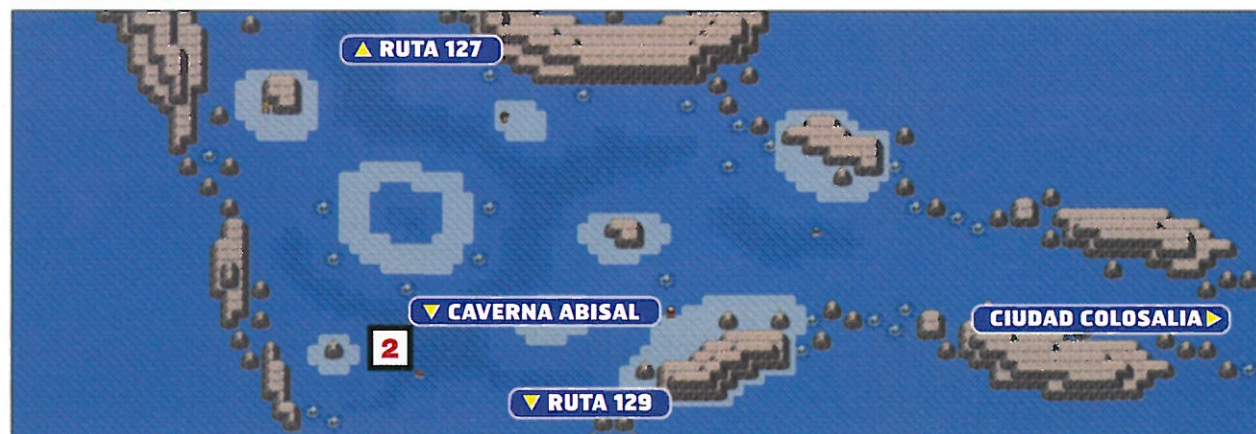 ▲ RUTA 127
▼ CAVERNA ABISAL
CIUDAD COLOSALIA ▶
2
▼ RUTA 129